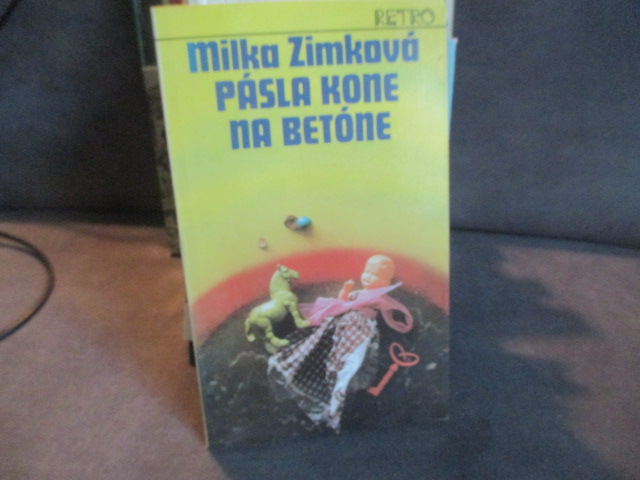 RETRO
Milka Zimková
PÁSLA KONE
NA BETÓNE